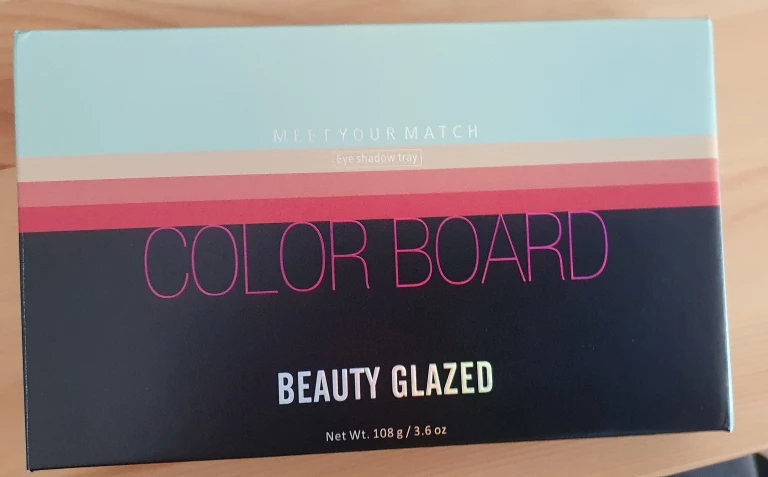 MEET YOUR MATCH
Eye shadow tray
COLOR BOARD
BEAUTY GLAZED
Net Wt. 108 g / 3.6 oz